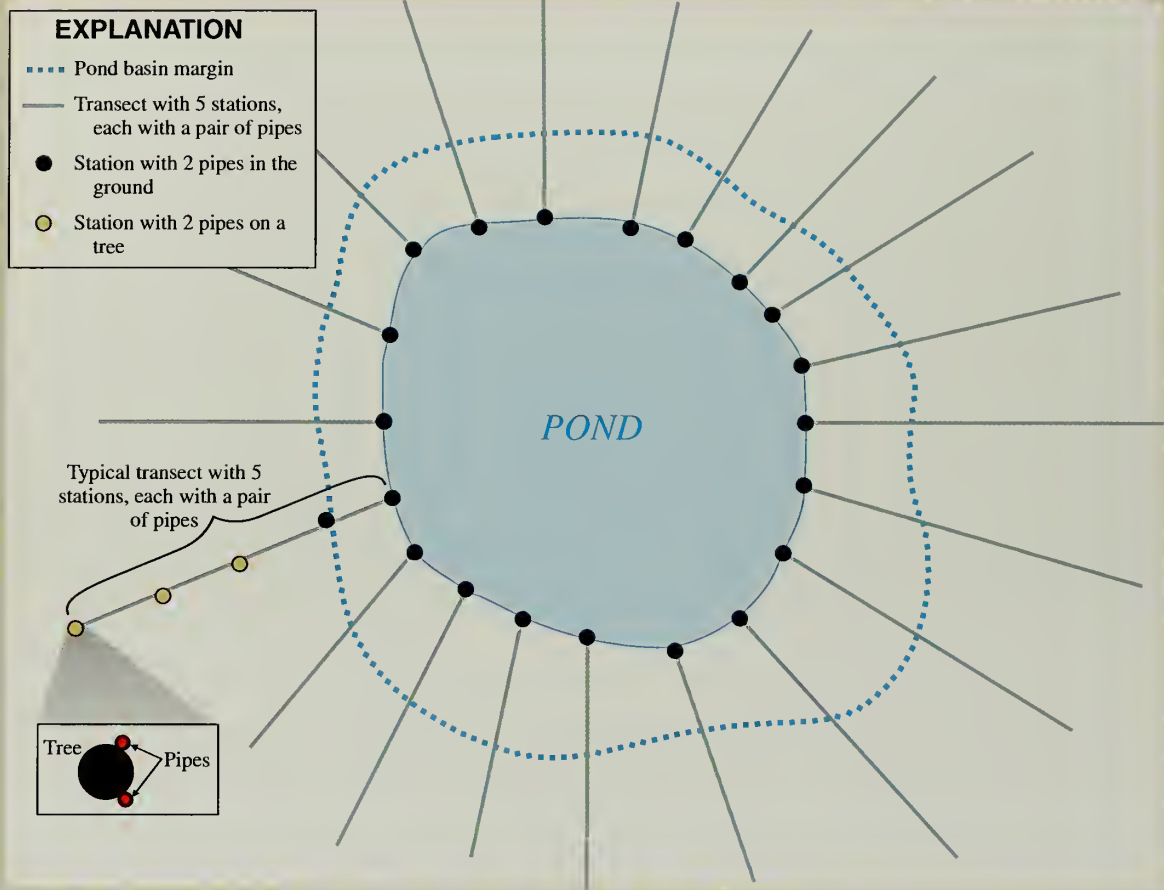 EXPLANATION
Pond basin margin
Transect with 5 stations,
each with a pair of pipes
Station with 2 pipes in the
ground
Station with 2 pipes on a
tree
POND
Typical transect with 5
stations, each with a pair
of pipes
Tree
Pipes